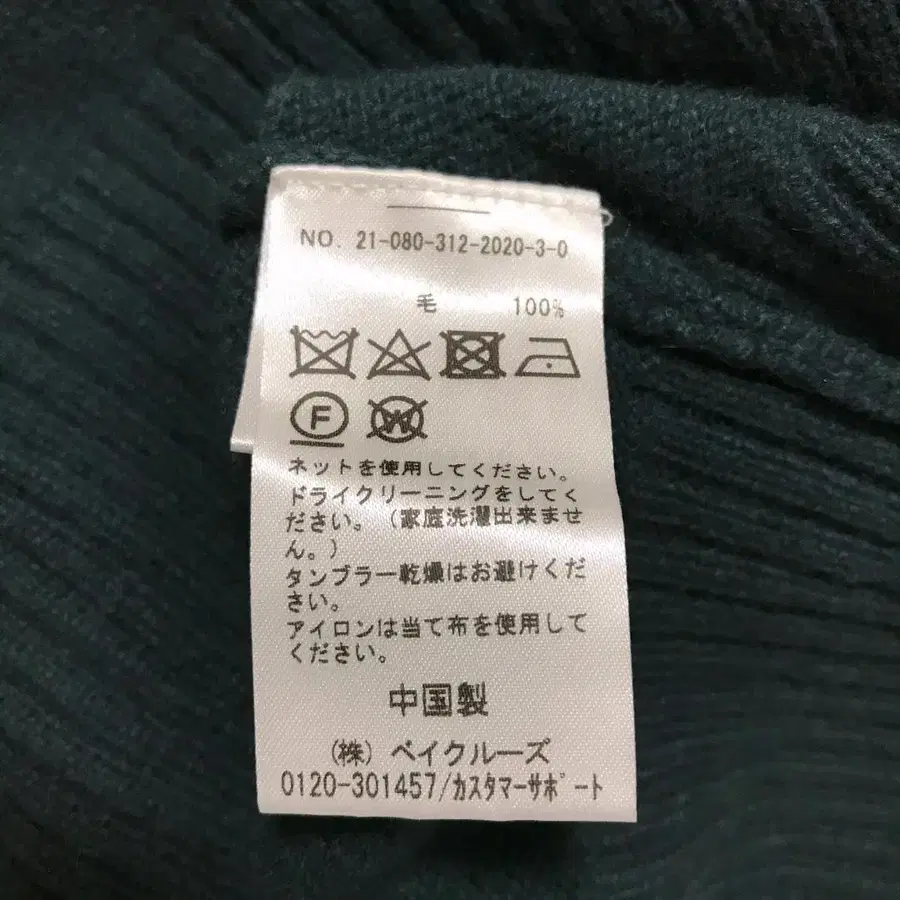 NO. 21-080-312-2020-3-0
毛 100%
F W
ネットを使用してください。
ドライクリーニングをしてく
ださい。（家庭洗濯出来ませ
ん。）
タンブラー乾燥はお避けくだ
さい。
アイロンは当て布を使用して
ください。
中国製
（株）ベイクルーズ
0120-301457/カスタマーサポート